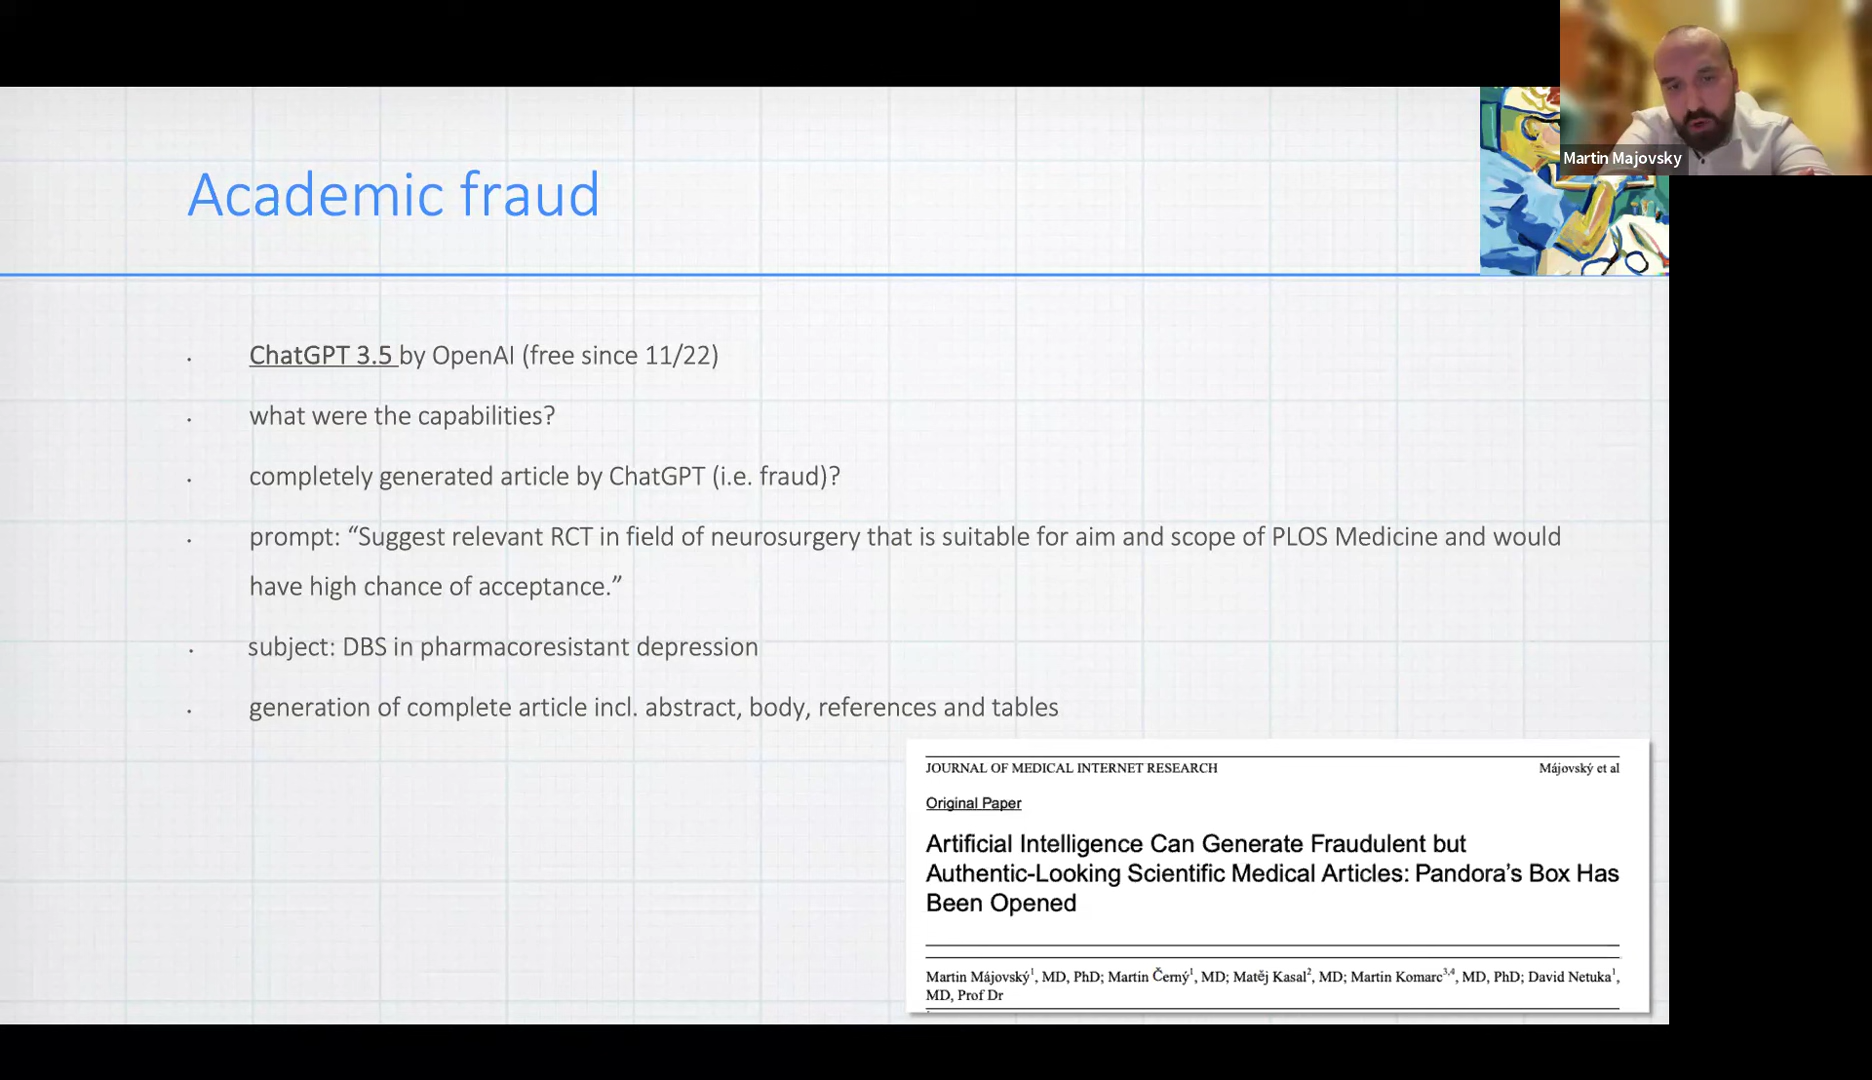 Martin Majovsky
Academic fraud
ChatGPT 3.5 by OpenAI (free since 11/22)
what were the capabilities?
completely generated article by ChatGPT (i.e. fraud)?
prompt: “Suggest relevant RCT in field of neurosurgery that is suitable for aim and scope of PLOS Medicine and would
have high chance of acceptance.”
subject: DBS in pharmacoresistant depression
generation of complete article incl. abstract, body, references and tables
JOURNAL OF MEDICAL INTERNET RESEARCH Májovský et al
Original Paper
Artificial Intelligence Can Generate Fraudulent but
Authentic-Looking Scientific Medical Articles: Pandora’s Box Has
Been Opened
Martin Májovský1, MD, PhD; Martin Černý1, MD; Matěj Kasal2, MD; Martin Komarc3,4, MD, PhD; David Netuka1,
MD, Prof Dr